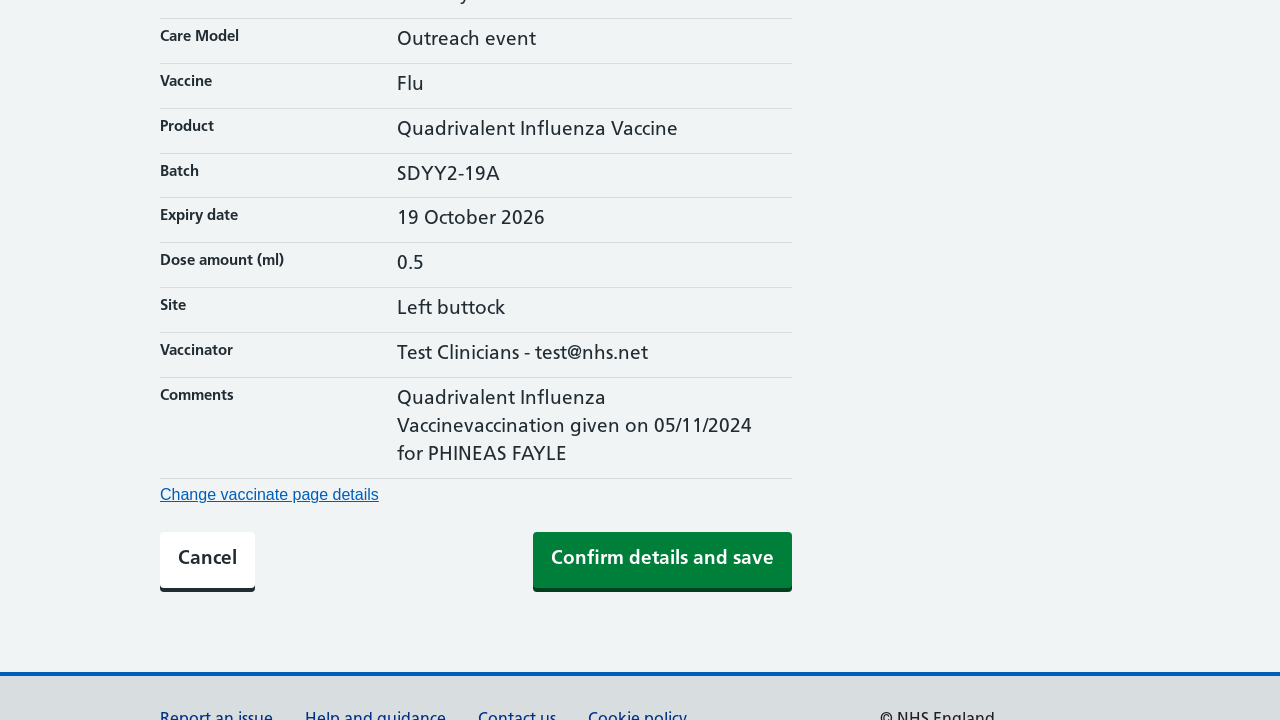 Care Model Outreach event
Vaccine Flu
Product Quadrivalent Influenza Vaccine
Batch SDYY2-19A
Expiry date 19 October 2026
Dose amount (ml) 0.5
Site Left buttock
Vaccinator Test Clinicians - test@nhs.net
Comments Quadrivalent Influenza
Vaccinevaccination given on 05/11/2024
for PHINEAS FAYLE
Change vaccinate page details
Cancel Confirm details and save
Report an issue Help and guidance Contact us Cookie policy © NHS England